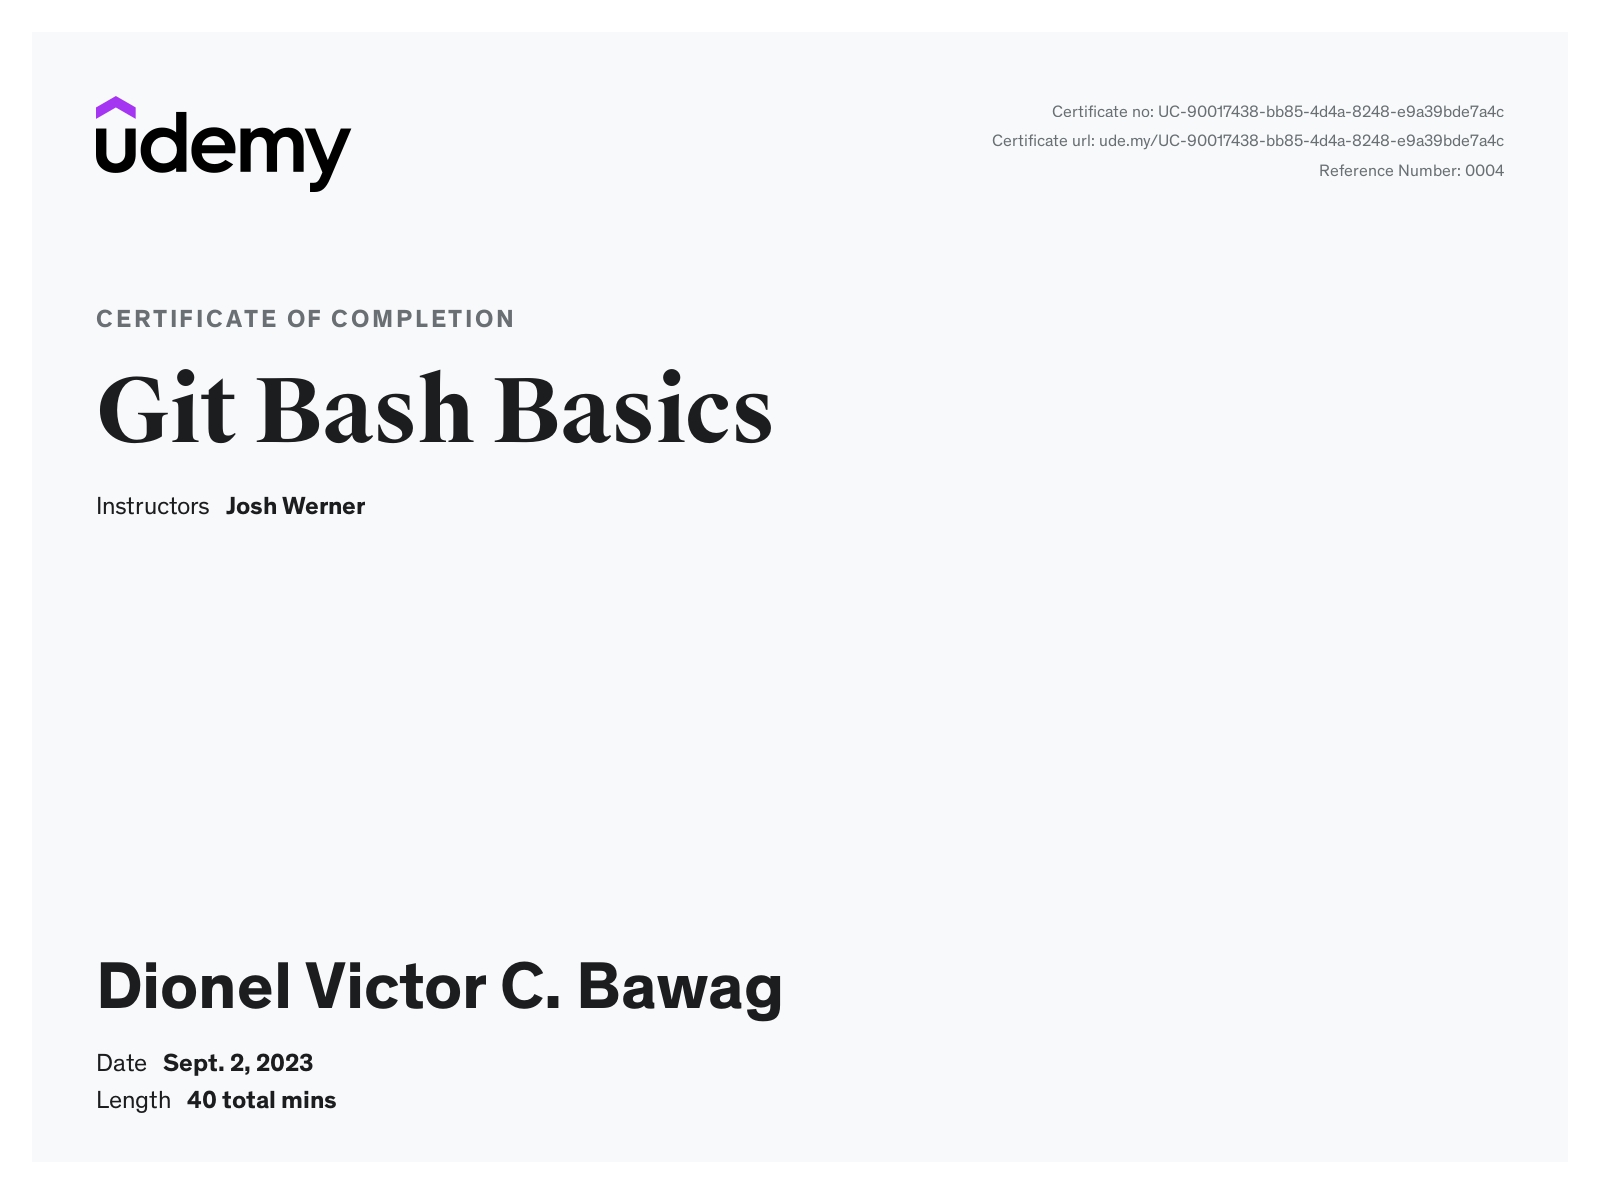 udemy
Certificate no: UC-90017438-bb85-4d4a-8248-e9a39bde7a4c
Certificate url: ude.my/UC-90017438-bb85-4d4a-8248-e9a39bde7a4c
Reference Number: 0004
CERTIFICATE OF COMPLETION
Git Bash Basics
Instructors Josh Werner
Dionel Victor C. Bawag
Date Sept. 2, 2023
Length 40 total mins